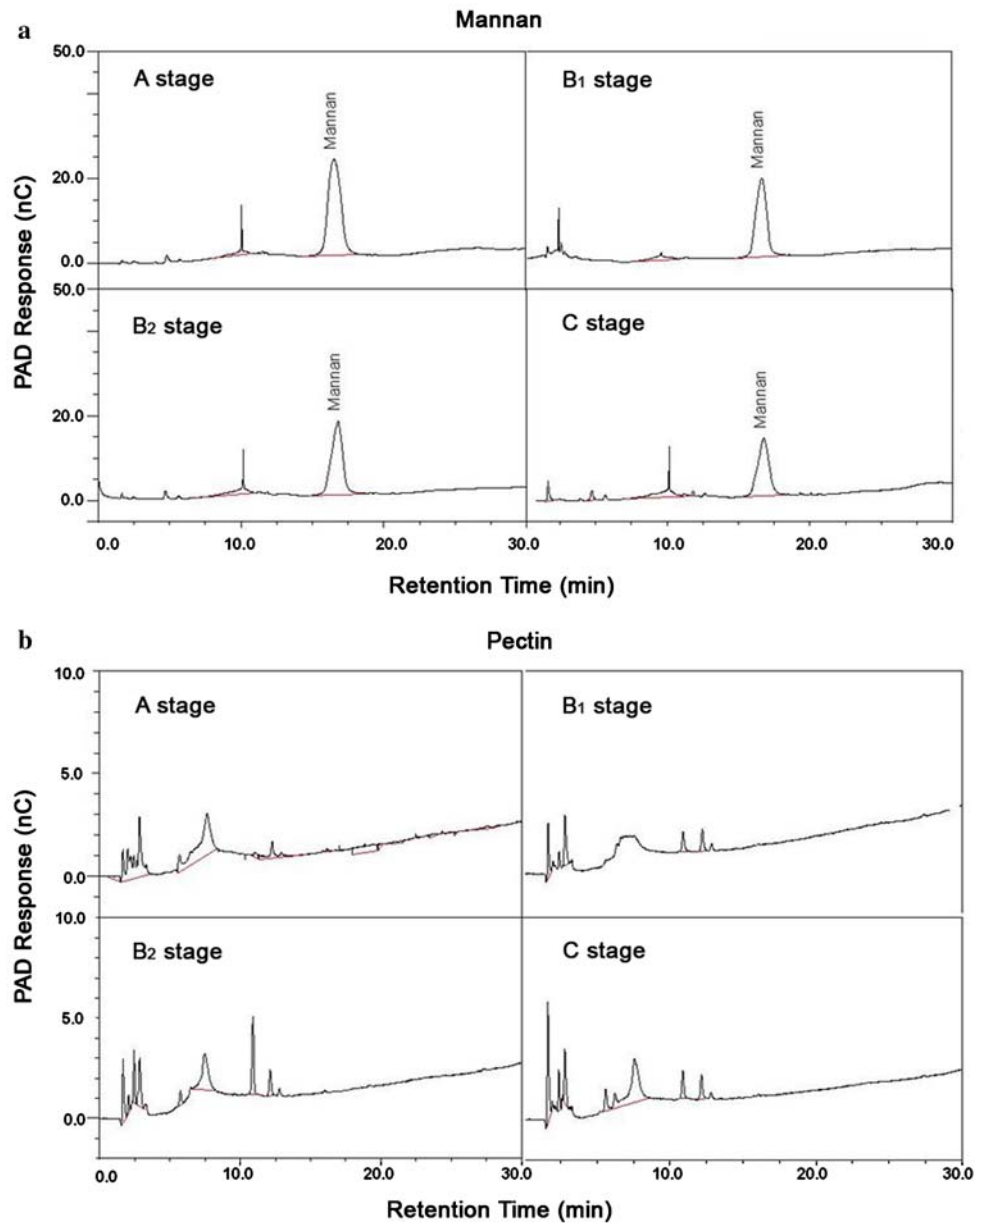 a
Mannan
50.0
A stage
B1 stage
Mannan
Mannan
20.0
0.0
PAD Response (nC)
50.0
B2 stage
C stage
Mannan
Mannan
20.0
0.0
0.0 10.0 20.0 30.0 10.0 20.0 30.0
Retention Time (min)
b
Pectin
10.0
A stage
B1 stage
5.0
0.0
PAD Response (nC)
10.0
B2 stage
C stage
5.0
0.0
0.0 10.0 20.0 30.0 10.0 20.0 30.0
Retention Time (min)